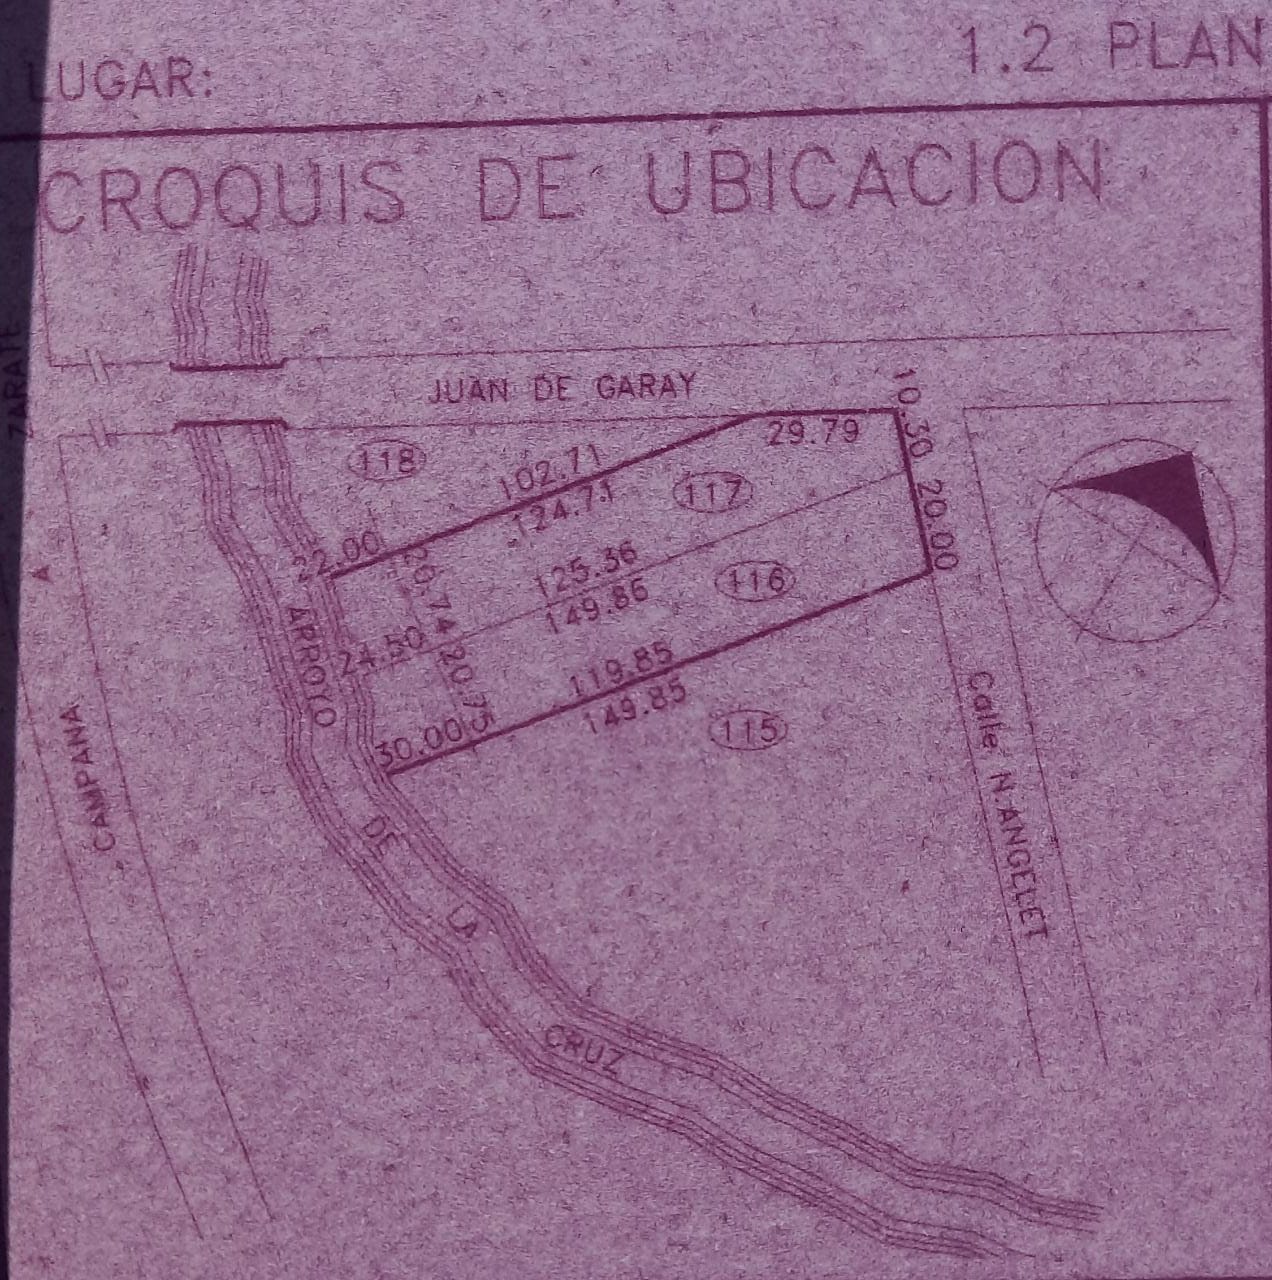 LUGAR:
1.2 PLAN
CROQUIS DE UBICACION
ZARATE
JUAN DE GARAY
118
102.71
124.71
29.79
117
10.30
20.00
22.00
20.74
125.36
149.86
116
24.50
20.75
119.85
149.85
115
30.00
ARROYO
DE
LA
CRUZ
A
CAMPANA
Calle N. ANGELET